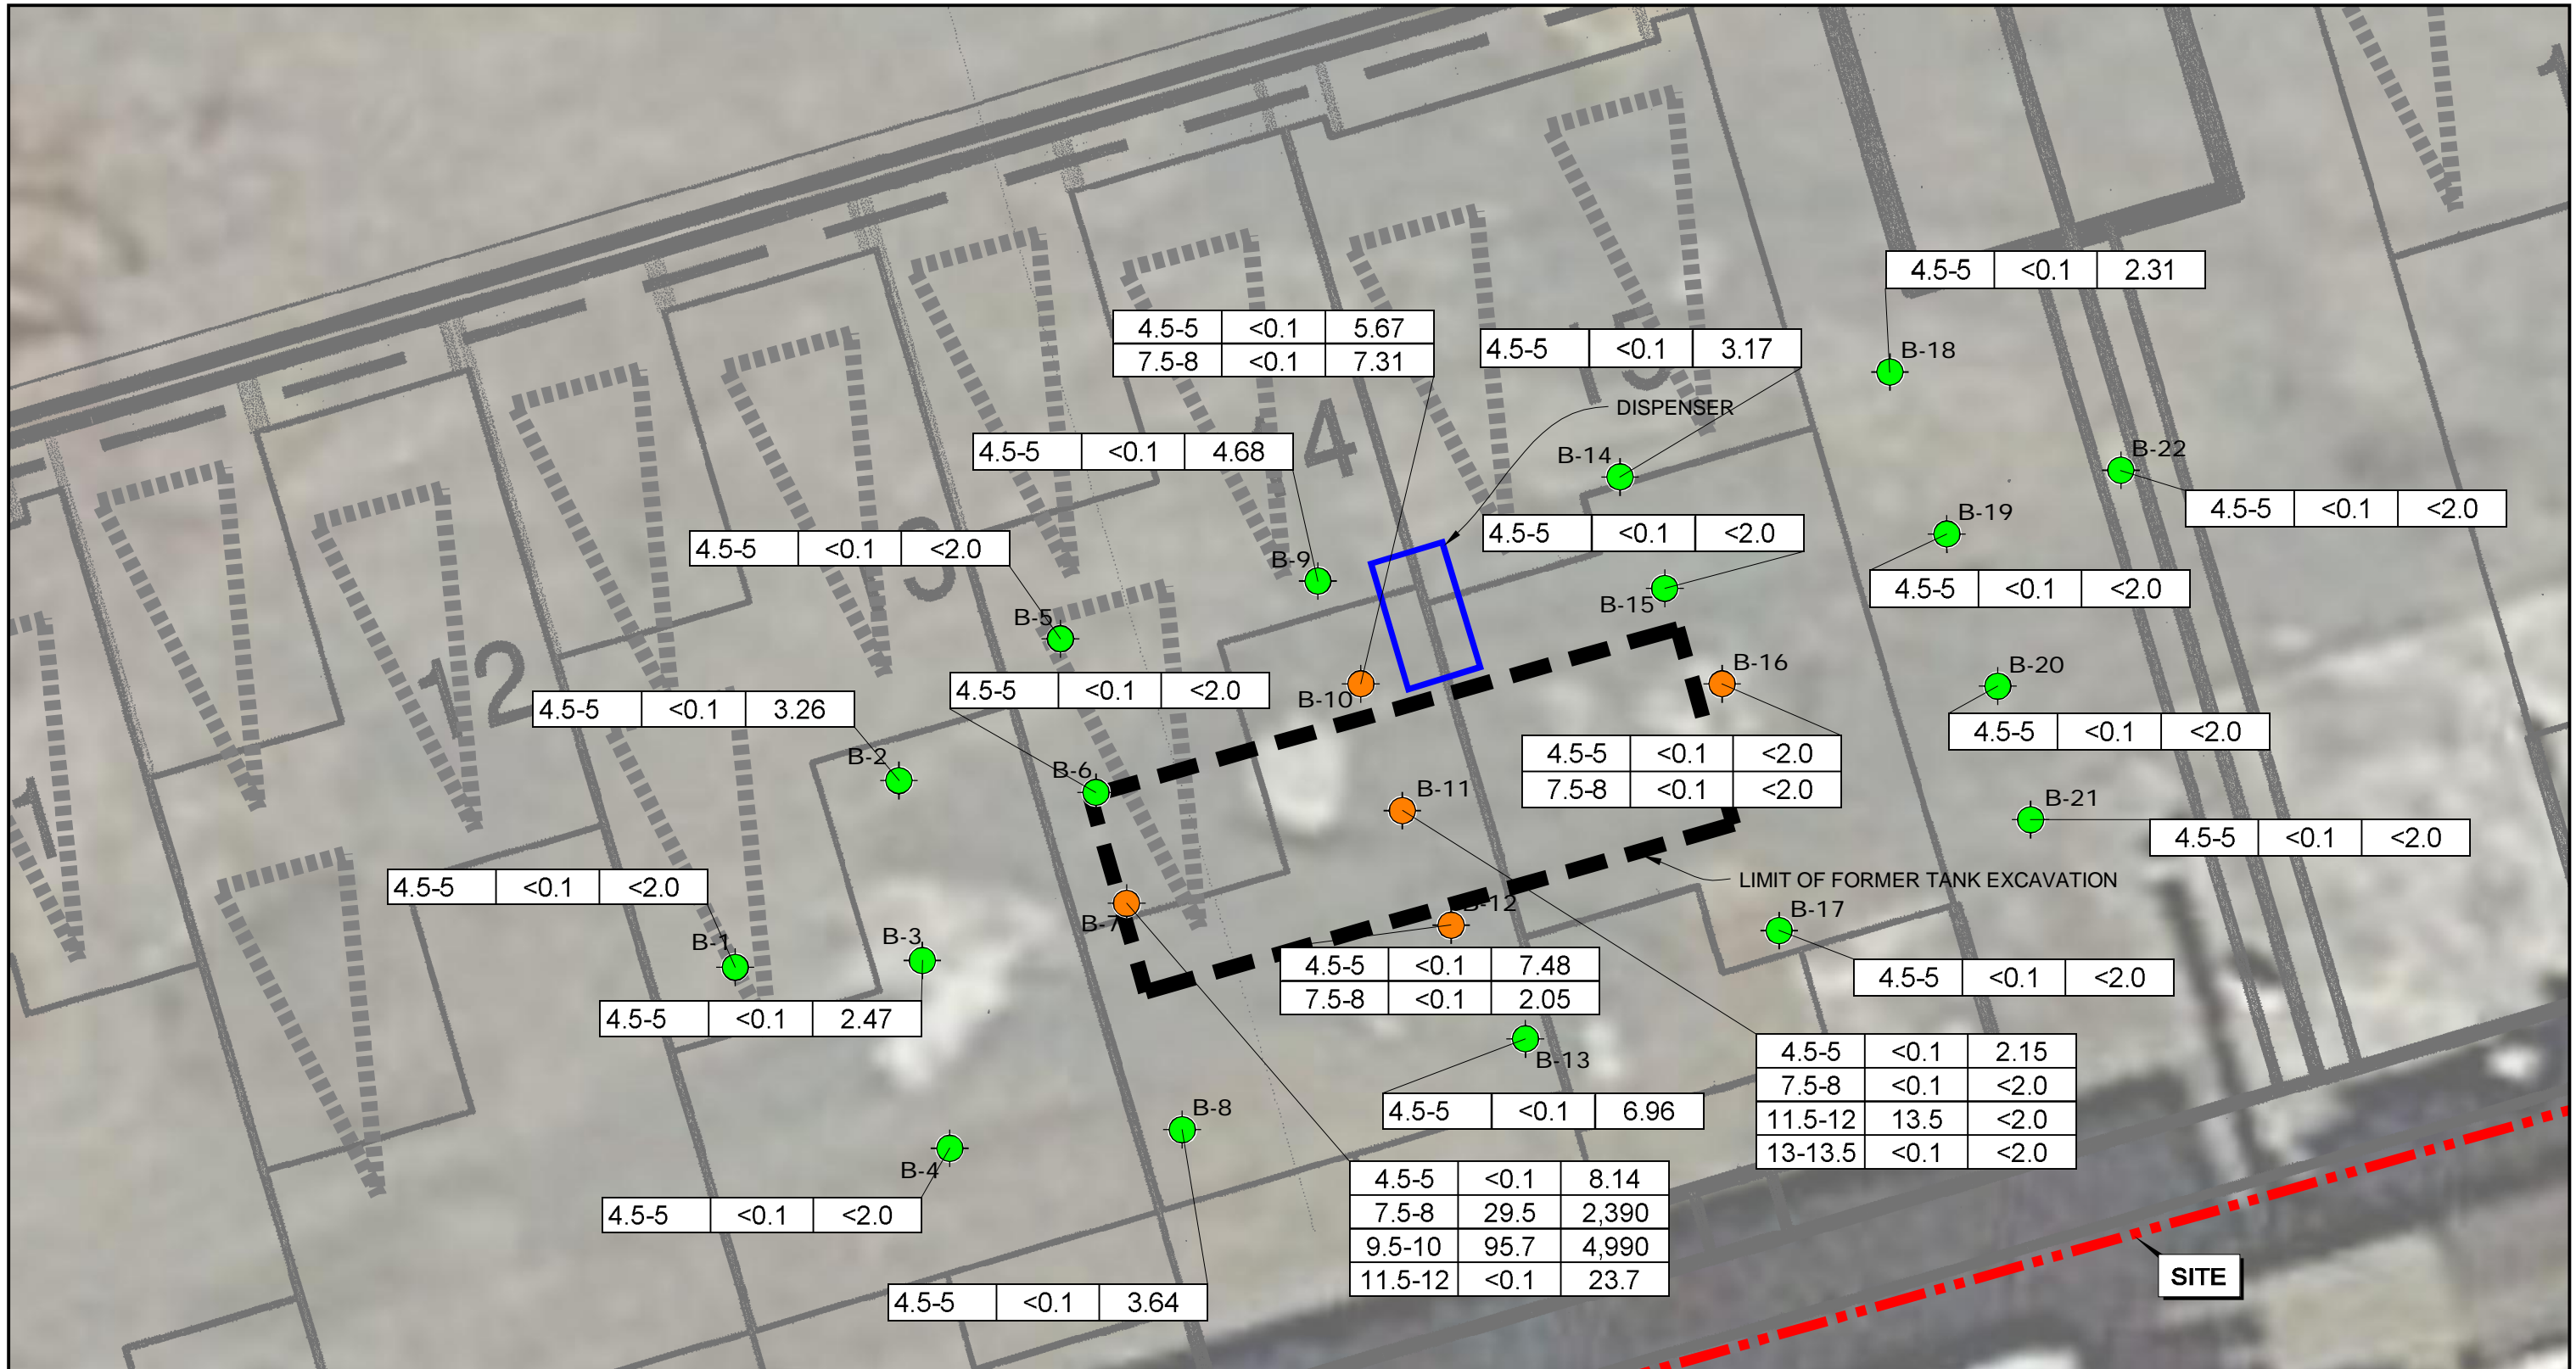 4.5-5 <0.1 2.31
4.5-5 <0.1 5.67
7.5-8 <0.1 7.31
4.5-5 <0.1 3.17
B-18
15
DISPENSER
14
4.5-5 <0.1 4.68
B-14
B-22
4.5-5 <0.1 <2.0
B-19
4.5-5 <0.1 <2.0
4.5-5 <0.1 <2.0
13
B-9
4.5-5 <0.1 <2.0
B-15
B-5
B-16
B-20
12
4.5-5 <0.1 <2.0
4.5-5 <0.1 3.26
B-10
4.5-5 <0.1 <2.0
B-2
B-6
4.5-5 <0.1 <2.0
7.5-8 <0.1 <2.0
B-11
B-21
4.5-5 <0.1 <2.0
4.5-5 <0.1 <2.0
LIMIT OF FORMER TANK EXCAVATION
B-12
B-17
B-7
B-1
B-3
4.5-5 <0.1 7.48
7.5-8 <0.1 2.05
4.5-5 <0.1 <2.0
4.5-5 <0.1 2.47
B-13
4.5-5 <0.1 2.15
7.5-8 <0.1 <2.0
11.5-12 13.5 <2.0
13-13.5 <0.1 <2.0
4.5-5 <0.1 6.96
B-8
B-4
4.5-5 <0.1 8.14
7.5-8 29.5 2,390
9.5-10 95.7 4,990
11.5-12 <0.1 23.7
4.5-5 <0.1 <2.0
SITE
4.5-5 <0.1 3.64